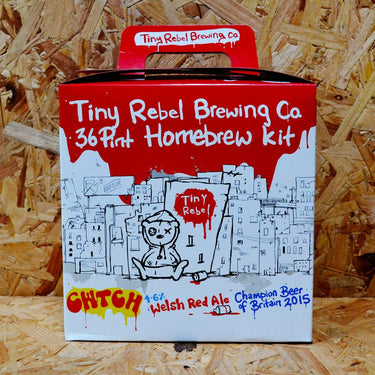 Tiny Rebel Brewing Co
Tiny Rebel Brewing Co
36 Pint Homebrew Kit
Tiny
Rebel
CWTCH
4.6%
Welsh Red Ale
Champion Beer
of Britain 2015